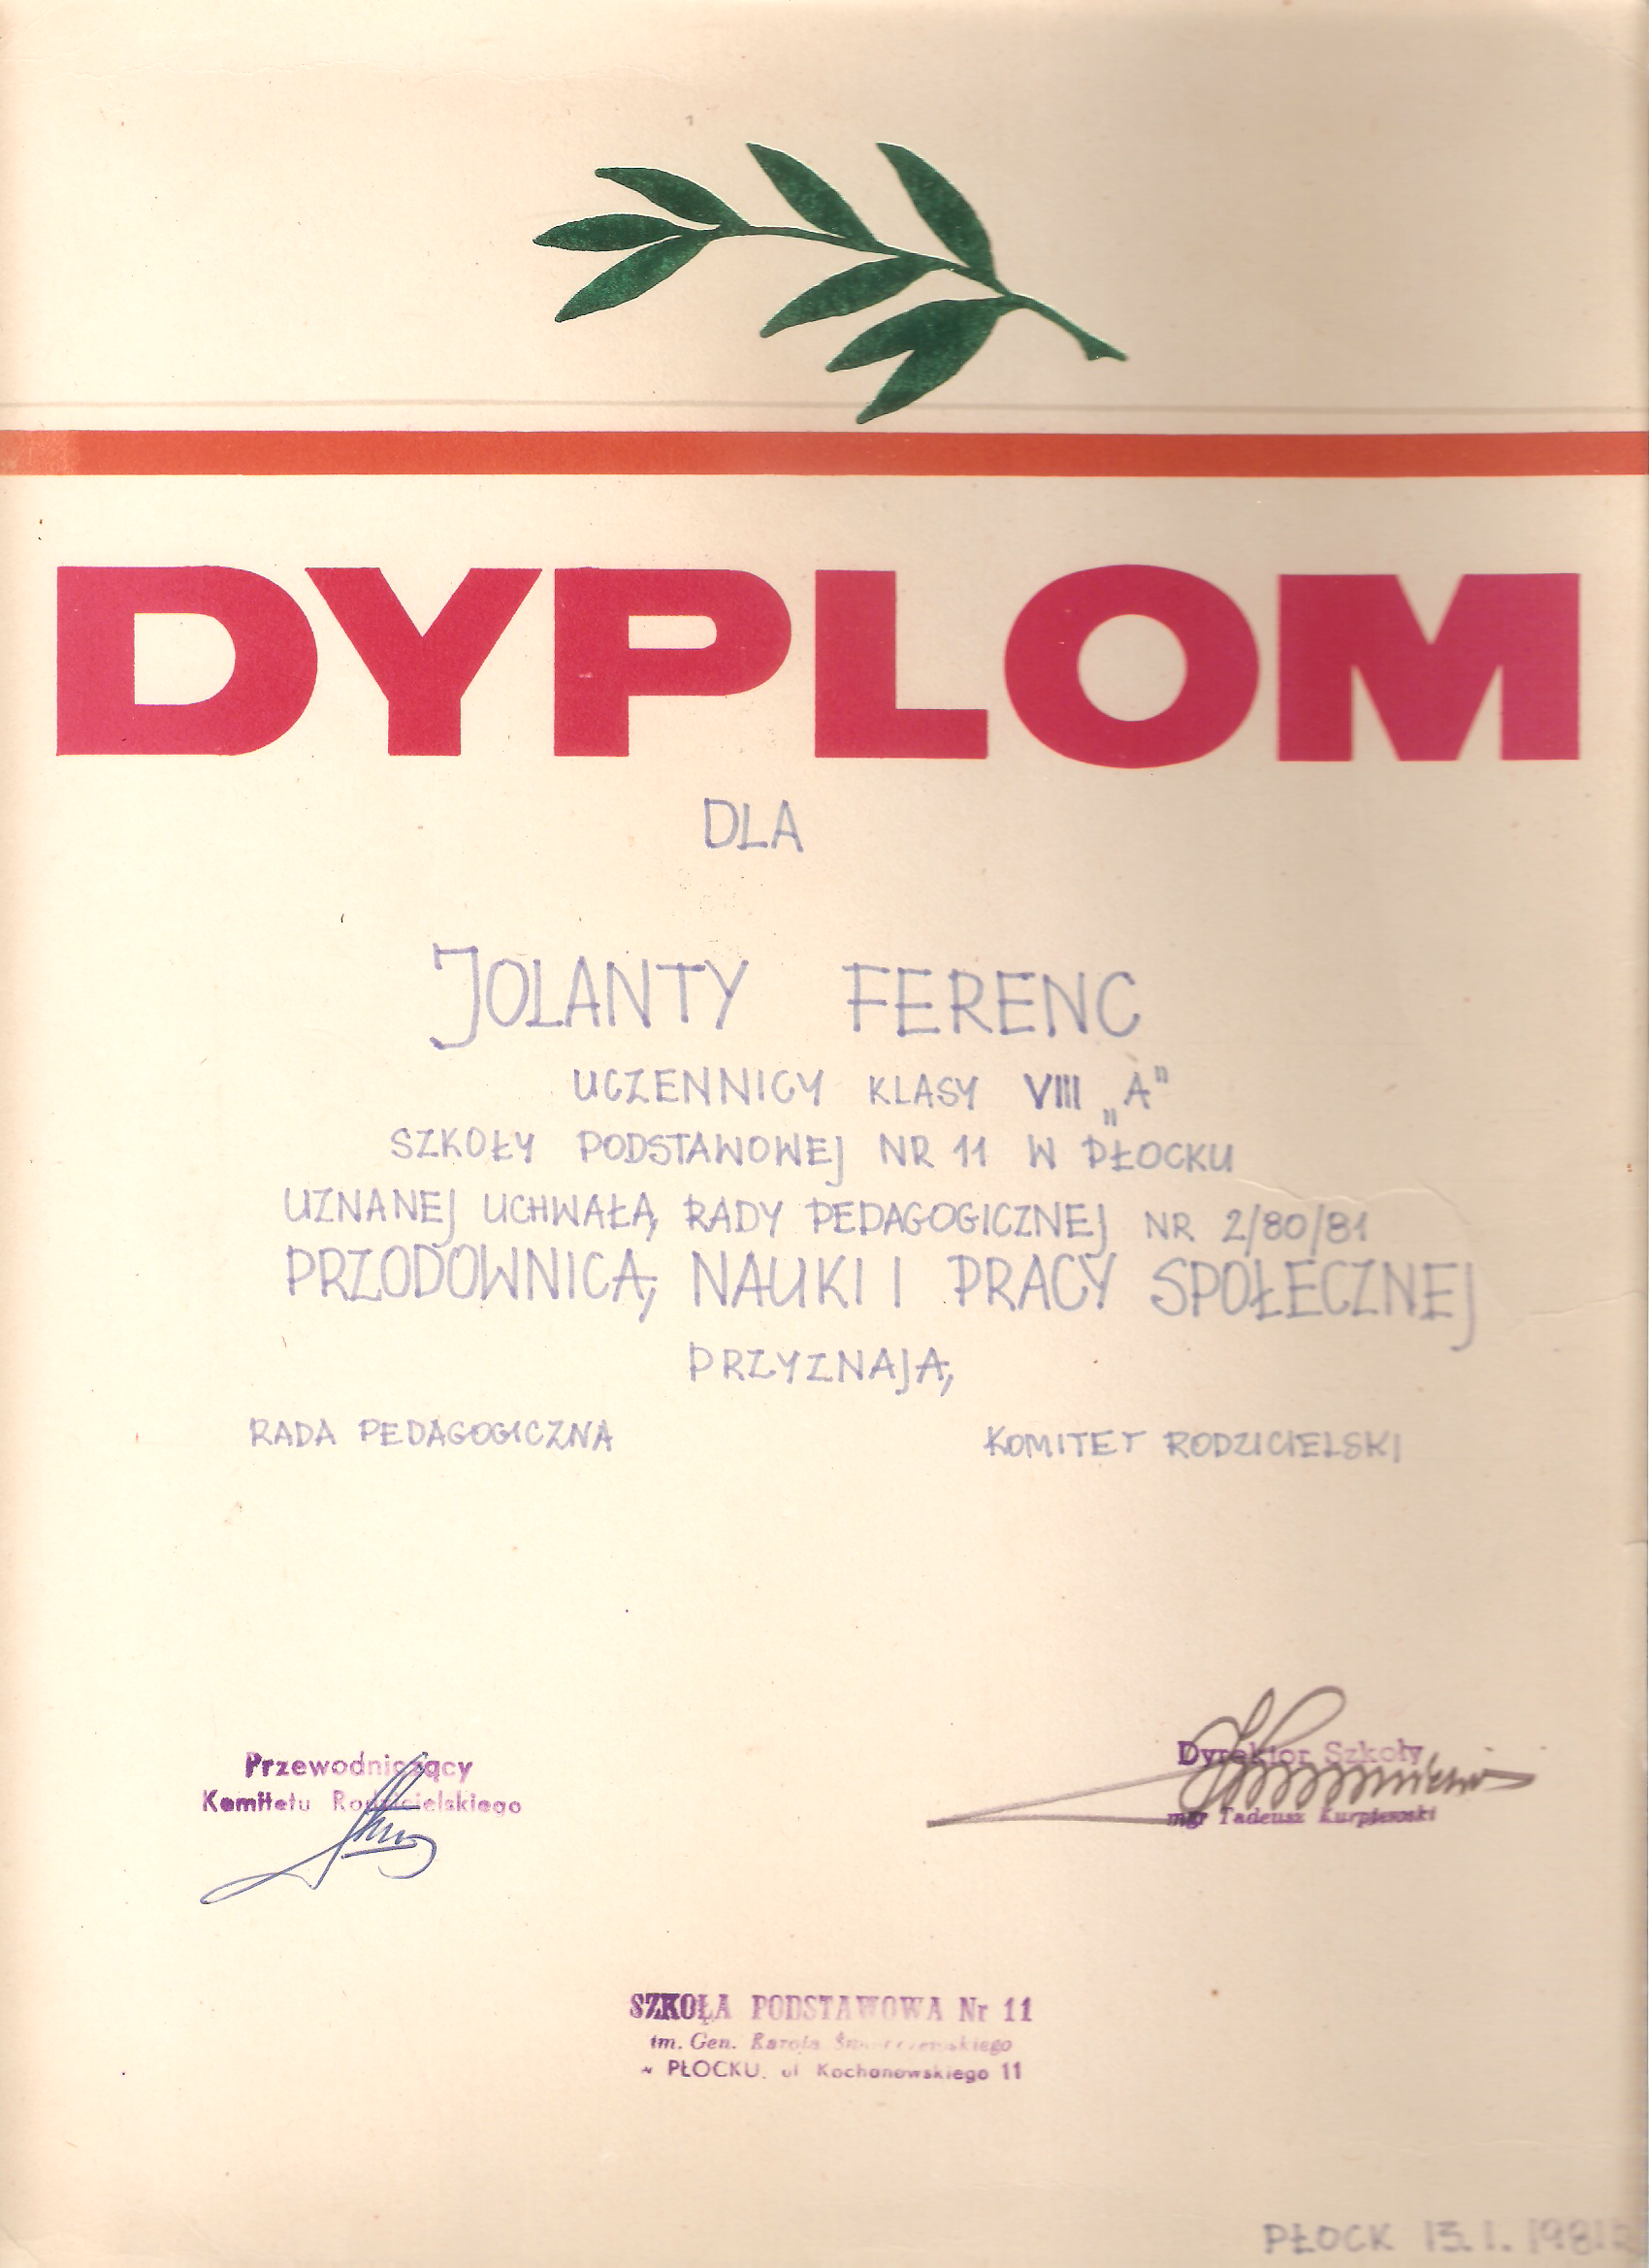 DYPLOM
DLA
JOLANTY FERENC
UCZENNICY KLASY VIII „A"
SZKOŁY PODSTAWOWEJ NR 11 W PŁOCKU
UZNANEJ UCHWAŁĄ RADY PEDAGOGICZNEJ NR 2/80/81
PRZODOWNICĄ NAUKI I PRACY SPOŁECZNEJ
PRZYZNAJĄ
RADA PEDAGOGICZNA KOMITET RODZICIELSKI
Przewodniczący
Komitetu Rodzicielskiego
Dyrektor Szkoły
mgr Tadeusz
SZKOŁA PODSTAWOWA Nr 11
im. Gen. Karola Świerczewskiego
w PŁOCKU, ul Kochanowskiego 11
PŁOCK 13.1.1981